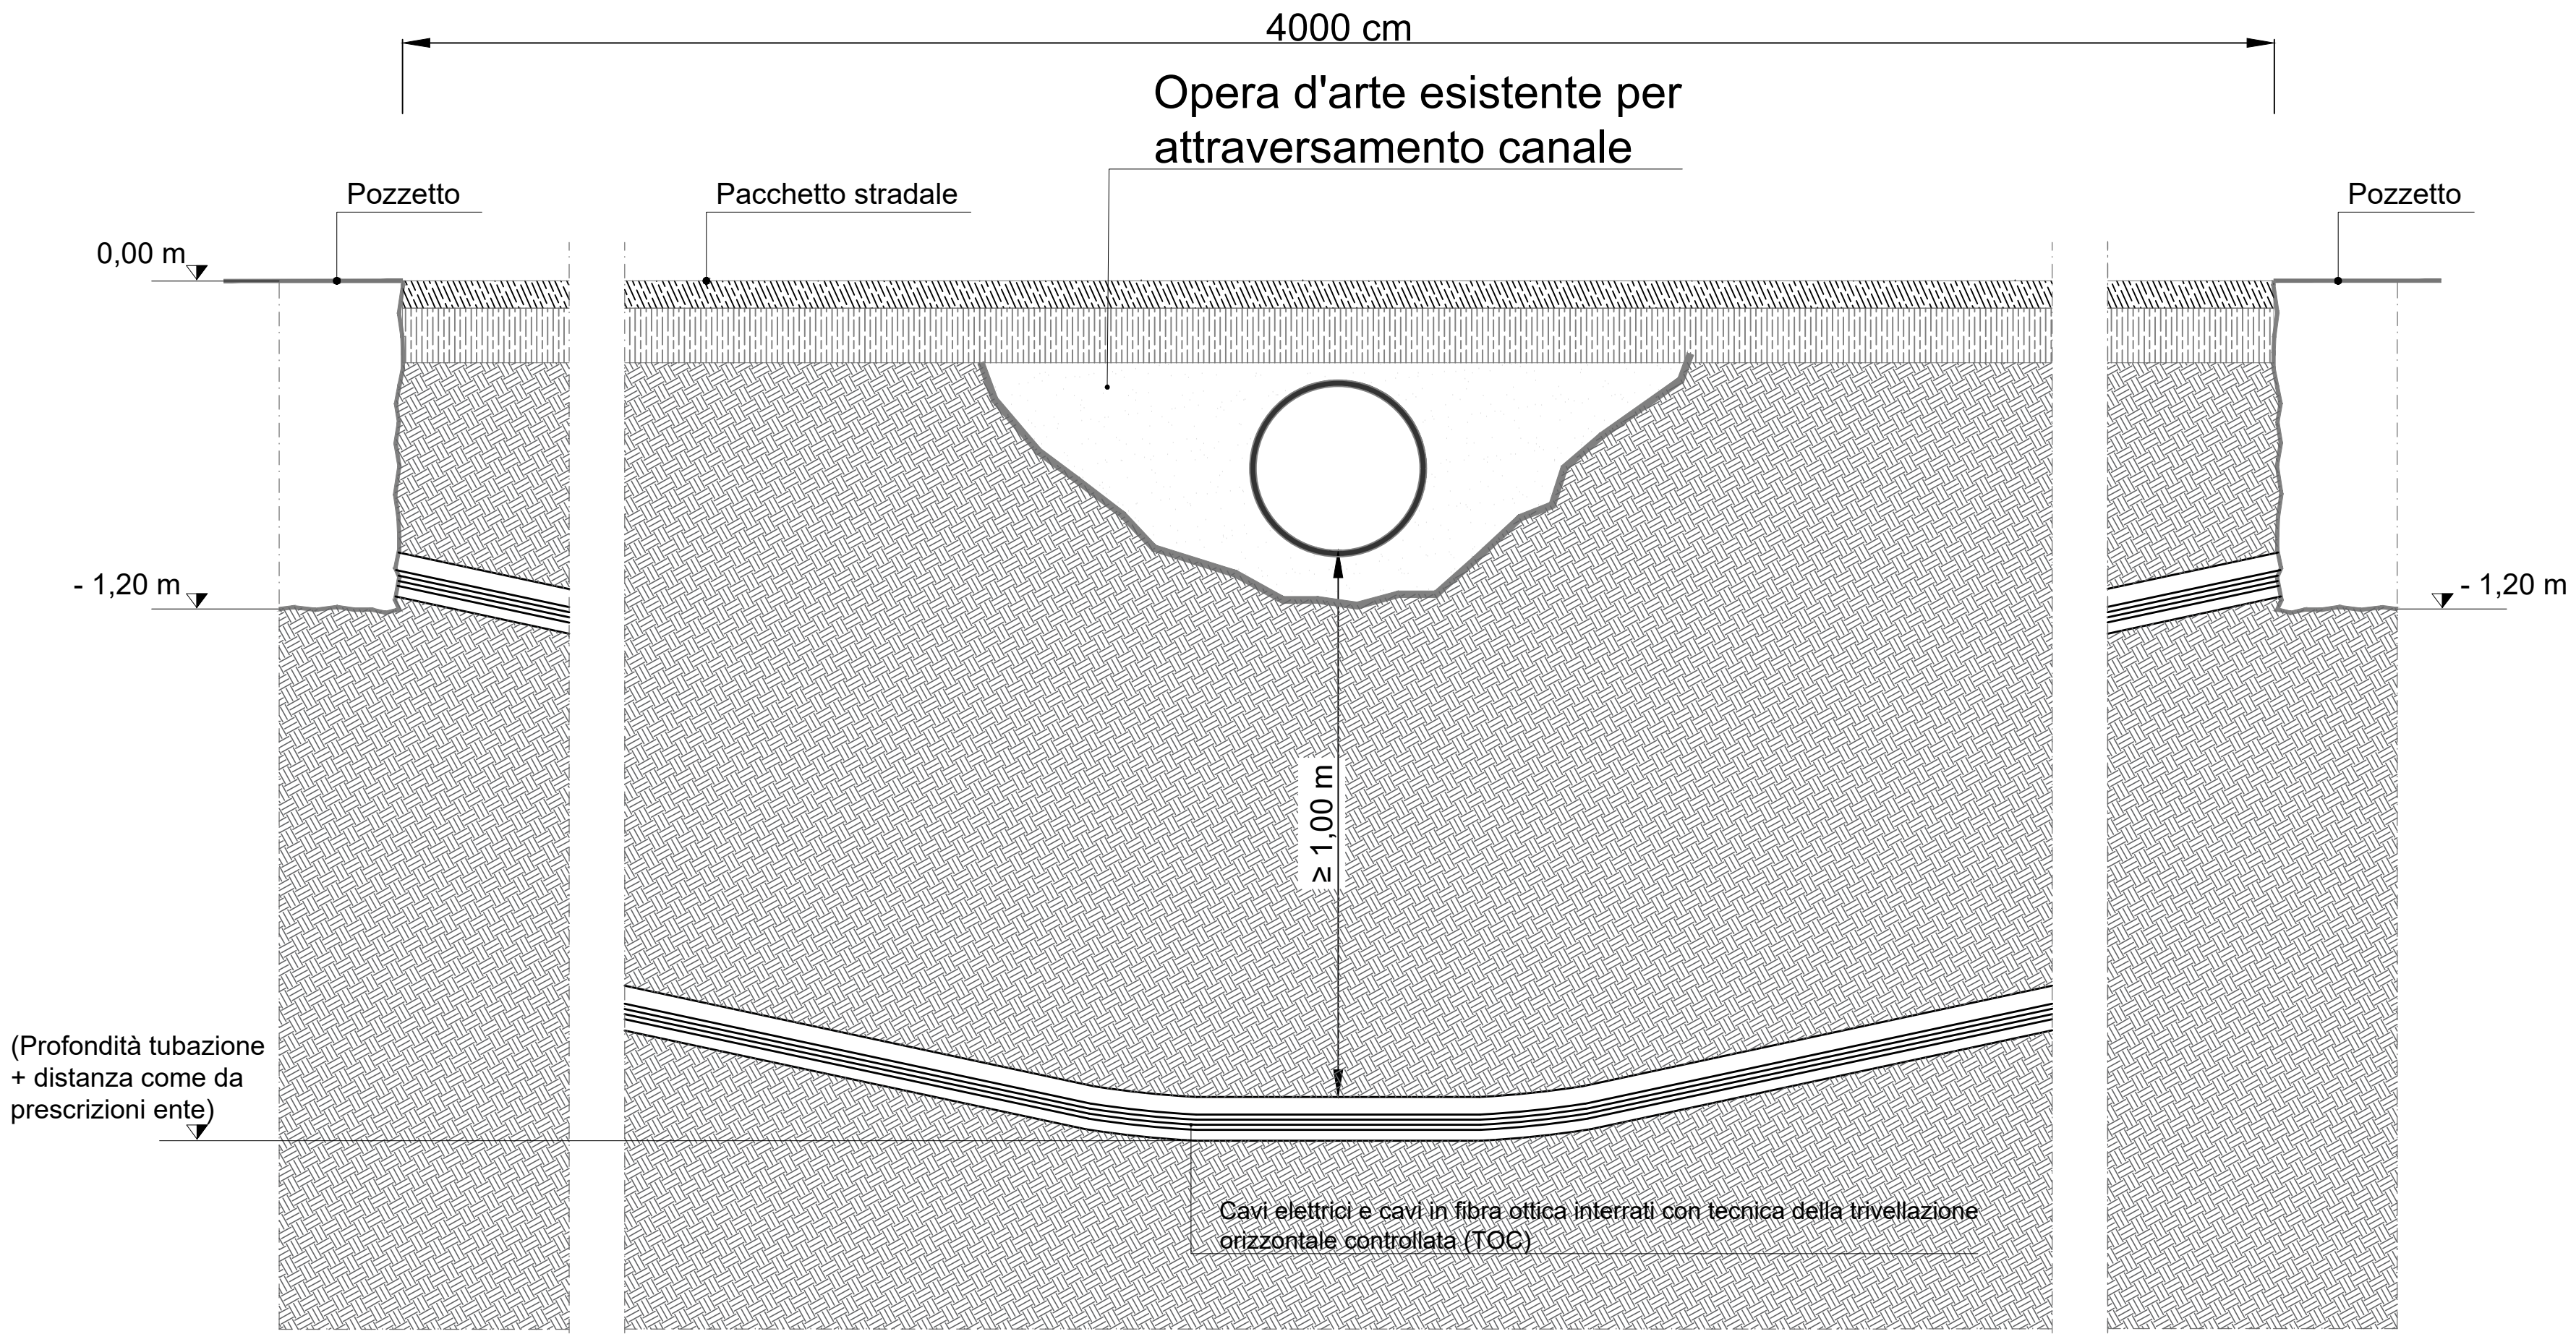 4000 cm
Opera d'arte esistente per
attraversamento canale
Pozzetto
Pacchetto stradale
Pozzetto
0,00 m
- 1,20 m
- 1,20 m
≥ 1,00 m
(Profondità tubazione
+ distanza come da
prescrizioni ente)
Cavi elettrici e cavi in fibra ottica interrati con tecnica della trivellazione
orizzontale controllata (TOC)